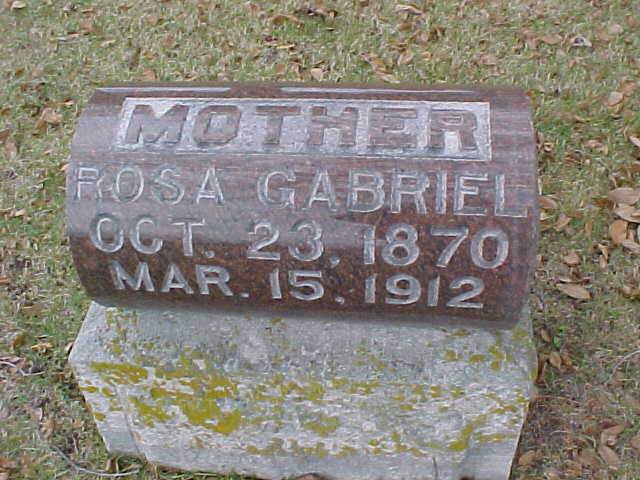 MOTHER
ROSA GABRIEL
OCT. 23, 1870
MAR. 15. 1912